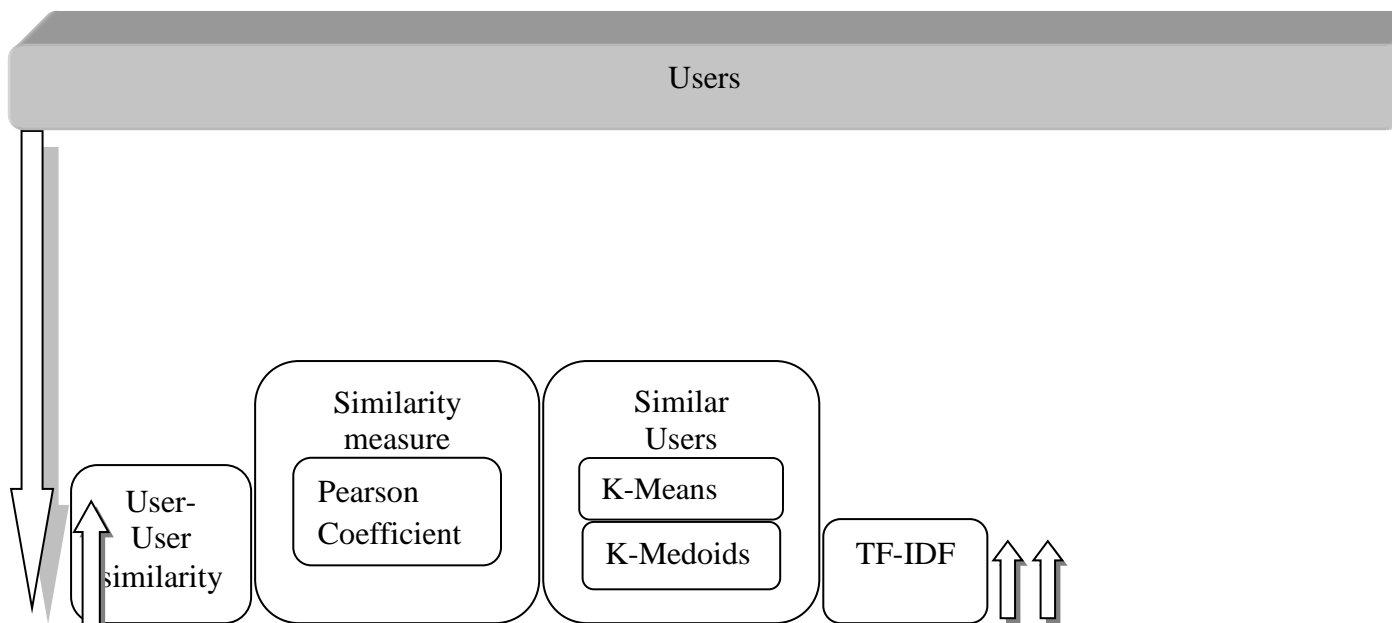 Users
User-
User
similarity
Similarity
measure
Pearson
Coefficient
Similar
Users
K-Means
K-Medoids
TF-IDF